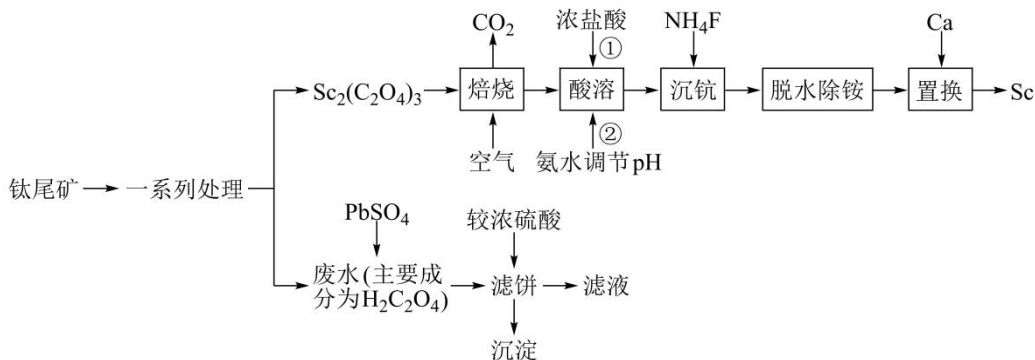 CO₂
浓盐酸
NH₄F
Ca
①
Sc₂(C₂O₄)₃
焙烧
酸溶
沉钪
脱水除铵
置换
Sc
②
空气
氨水调节pH
钛尾矿
一系列处理
PbSO₄
较浓硫酸
废水(主要成
分为H₂C₂O₄)
滤饼
滤液
沉淀